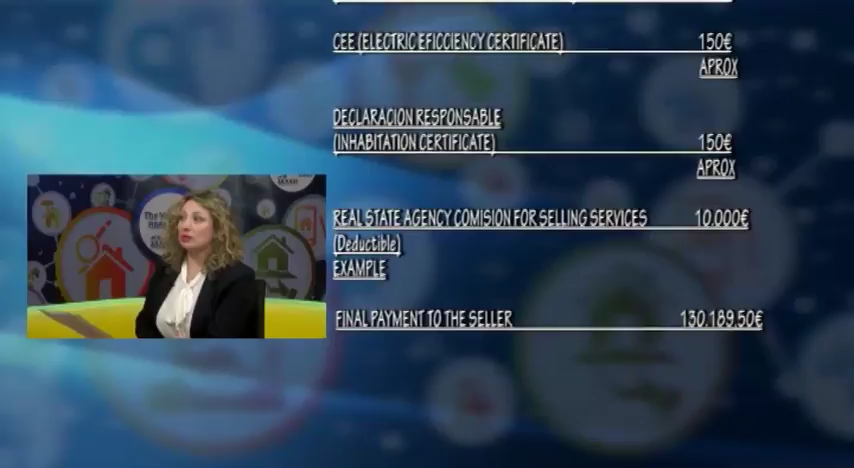 CEE (ELECTRIC EFICCIENCY CERTIFICATE) 150€
APROX
DECLARACION RESPONSABLE
(INHABITATION CERTIFICATE) 150€
APROX
REAL STATE AGENCY COMISION FOR SELLING SERVICES 10.000€
(Deductible)
EXAMPLE
FINAL PAYMENT TO THE SELLER 130.189.50€